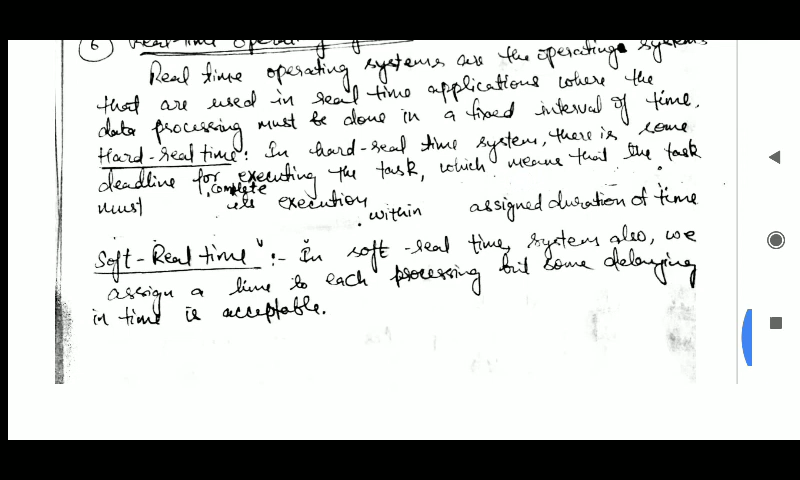 6 Real-time operating
Real time operating systems are the operating systems
that are used in real time applications where the
data processing must be done in a fixed interval of time.
Hard-real time: In hard-real time system, there is some
deadline for executing the task, which means that the task
must complete its execution within assigned duration of time
Soft-Real time":- In soft-real time system also, we
assign a time to each processing but some delaying
in time is acceptable.